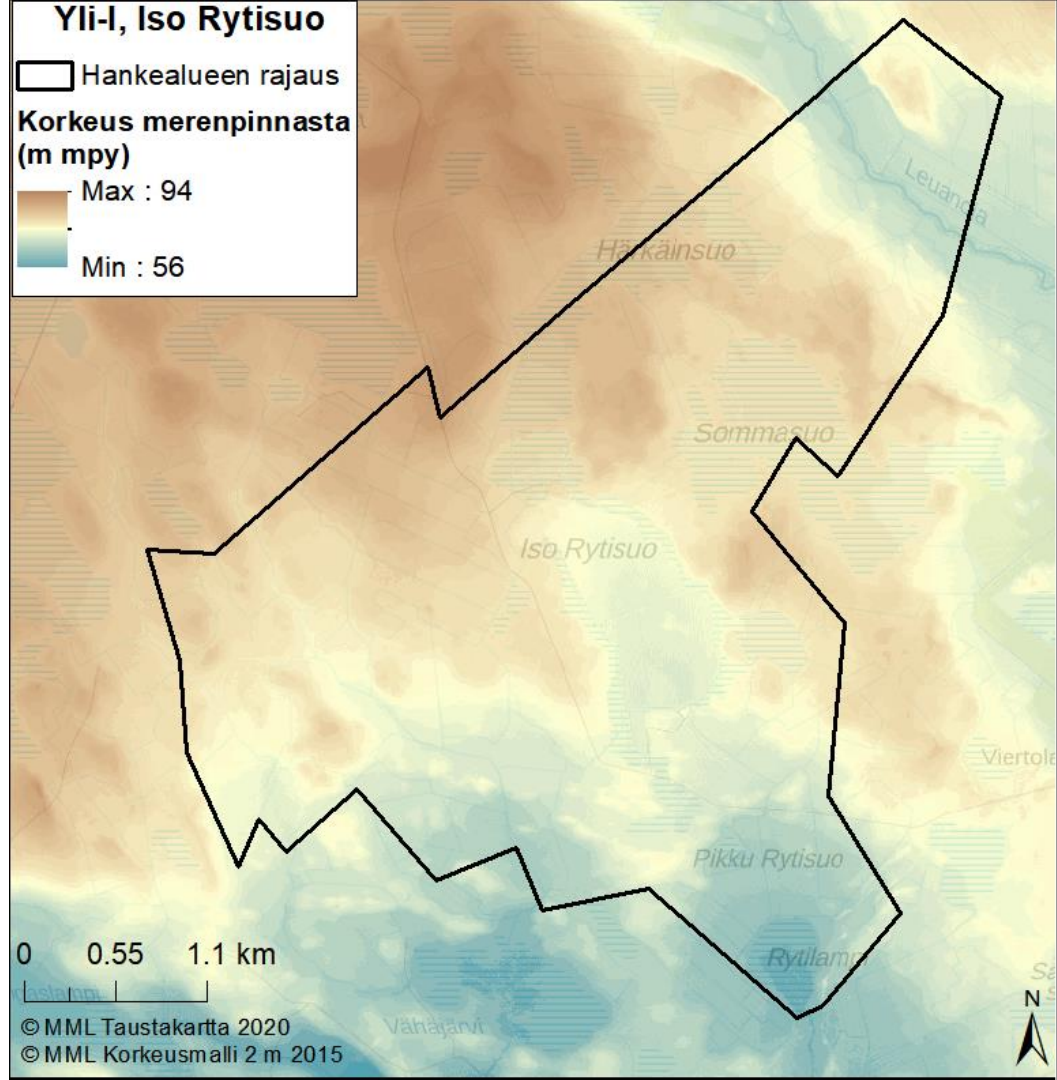 Yli-I, Iso Rytisuo
Hankealueen rajaus
Korkeus merenpinnasta
(m mpy)
Max : 94
Min : 56
Leuanoja
Härkäinsuo
Sommasuo
Iso Rytisuo
Viertola
Pikku Rytisuo
Rytilampi
Vähäjärvi
0 0.55 1.1 km
N
© MML Taustakartta 2020
© MML Korkeusmalli 2 m 2015